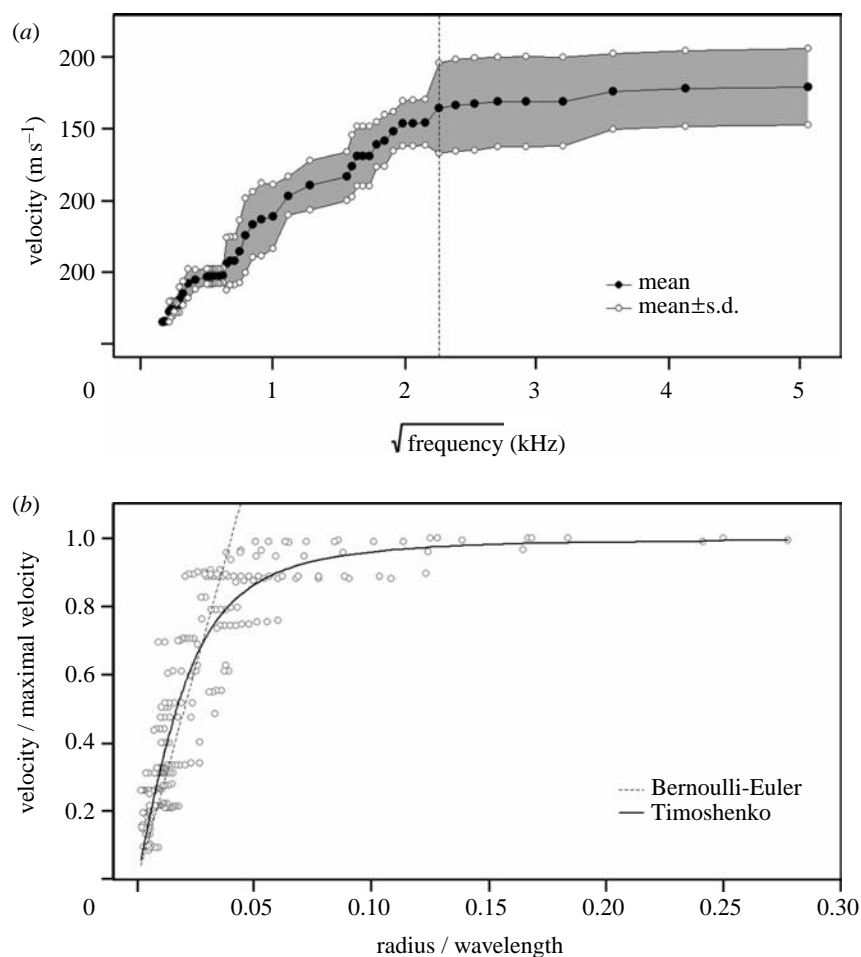 (a)
200
150
200
200
velocity (m s⁻¹)
mean
mean±s.d.
0 1 2 3 4 5
√frequency (kHz)
(b)
1.0
0.8
0.6
0.4
0.2
velocity / maximal velocity
Bernoulli-Euler
Timoshenko
0 0.05 0.10 0.15 0.20 0.25 0.30
radius / wavelength